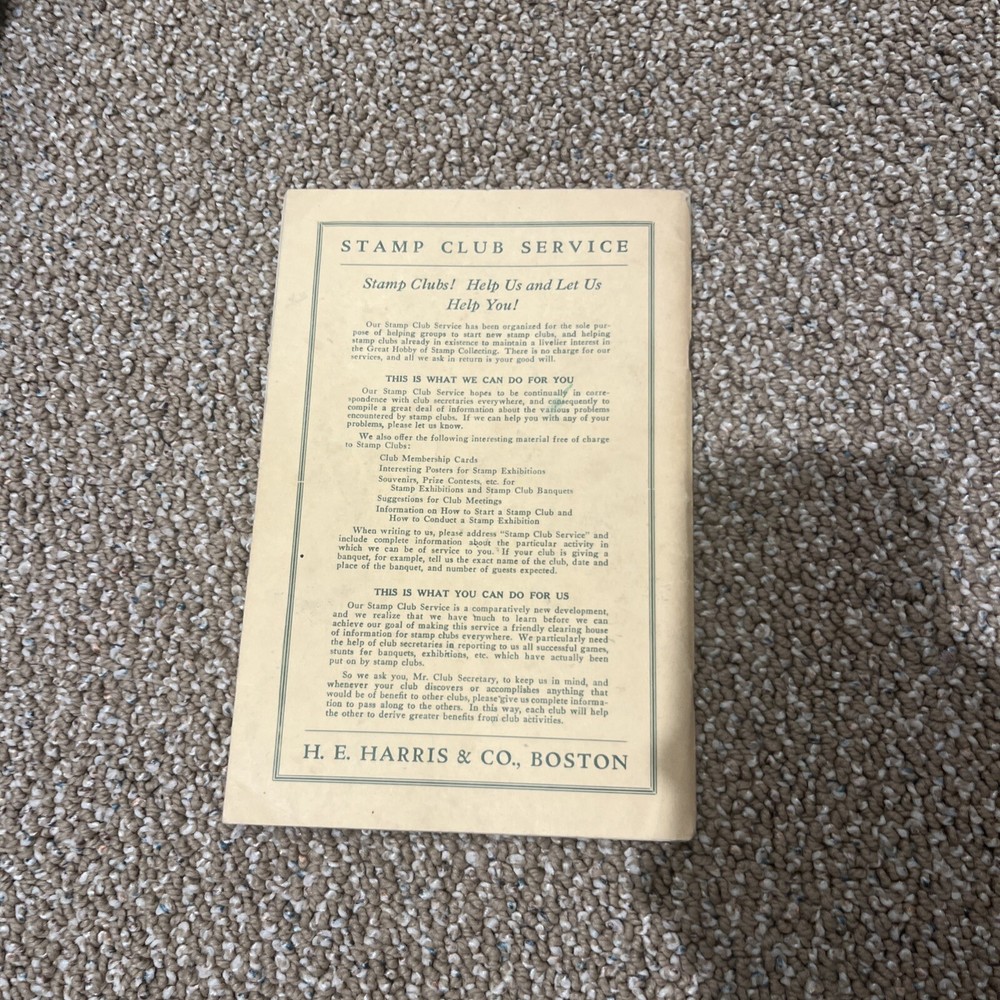 STAMP CLUB SERVICE
Stamp Clubs! Help Us and Let Us
Help You!
Our Stamp Club Service has been organized for the sole pur-
pose of helping groups to start new stamp clubs, and helping
stamp clubs already in existence to maintain a livelier interest in
the Great Hobby of Stamp Collecting. There is no charge for our
services, and all we ask in return is your good will.
THIS IS WHAT WE CAN DO FOR YOU
Our Stamp Club Service hopes to be continually in corre-
spondence with club secretaries everywhere, and consequently to
compile a great deal of information about the various problems
encountered by stamp clubs. If we can help you with any of your
problems, please let us know.
We also offer the following interesting material free of charge
to Stamp Clubs:
Club Membership Cards
Interesting Posters for Stamp Exhibitions
Souvenirs, Prize Contests, etc. for
Stamp Exhibitions and Stamp Club Banquets
Suggestions for Club Meetings
Information on How to Start a Stamp Club and
How to Conduct a Stamp Exhibition
When writing to us, please address "Stamp Club Service" and
include complete information about the particular activity in
which we can be of service to you. If your club is giving a
banquet, for example, tell us the exact name of the club, date and
place of the banquet, and number of guests expected.
THIS IS WHAT YOU CAN DO FOR US
Our Stamp Club Service is a comparatively new development,
and we realize that we have much to learn before we can
achieve our goal of making this service a friendly clearing house
of information for stamp clubs everywhere. We particularly need
the help of club secretaries in reporting to us all successful games,
stunts for banquets, exhibitions, etc. which have actually been
put on by stamp clubs.
So we ask you, Mr. Club Secretary, to keep us in mind, and
whenever your club discovers or accomplishes anything that
would be of benefit to other clubs, please give us complete informa-
tion to pass along to the others. In this way, each club will help
the other to derive greater benefits from club activities.
H. E. HARRIS & CO., BOSTON